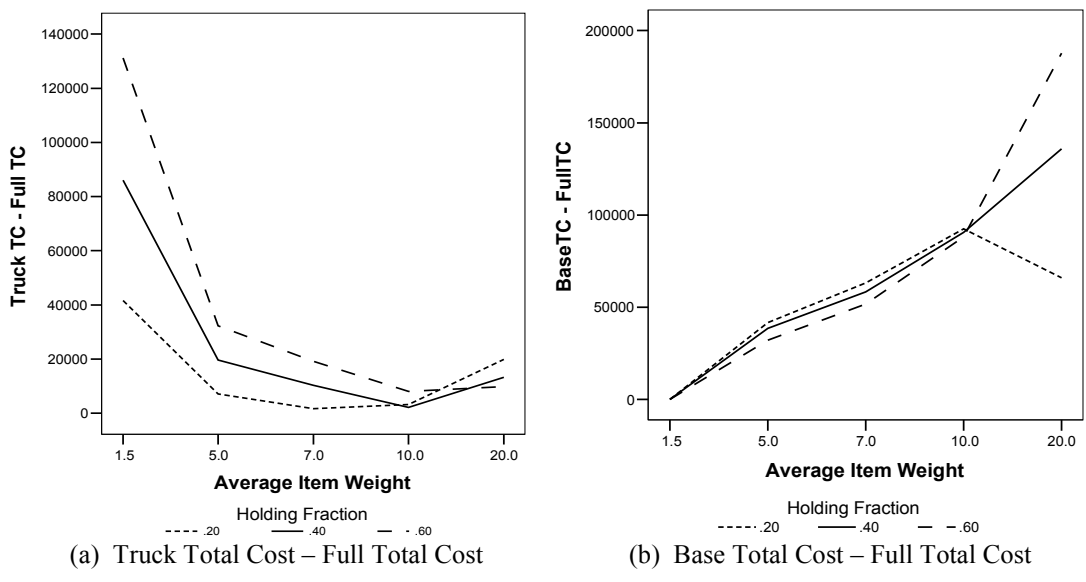 140000
120000
100000
80000
60000
40000
20000
0
Truck TC - Full TC
1.5 5.0 7.0 10.0 20.0
Average Item Weight
Holding Fraction
.20 .40 .60
(a) Truck Total Cost – Full Total Cost
200000
150000
100000
50000
0
BaseTC - FullTC
1.5 5.0 7.0 10.0 20.0
Average Item Weight
Holding Fraction
.20 .40 .60
(b) Base Total Cost – Full Total Cost